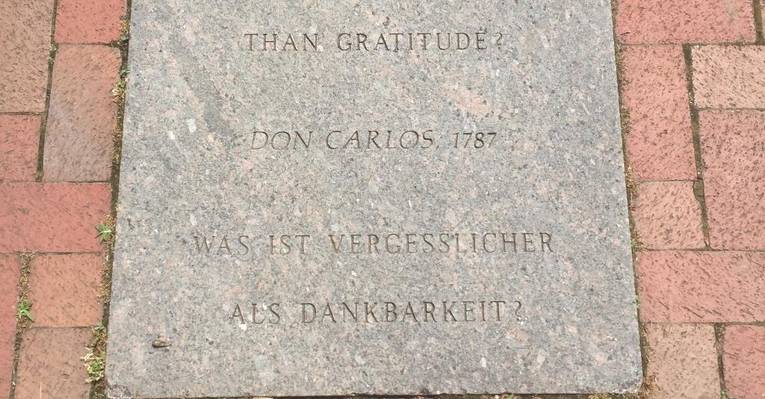 THAN GRATITUDE?
DON CARLOS, 1787
WAS IST VERGESSLICHER
ALS DANKBARKEIT?